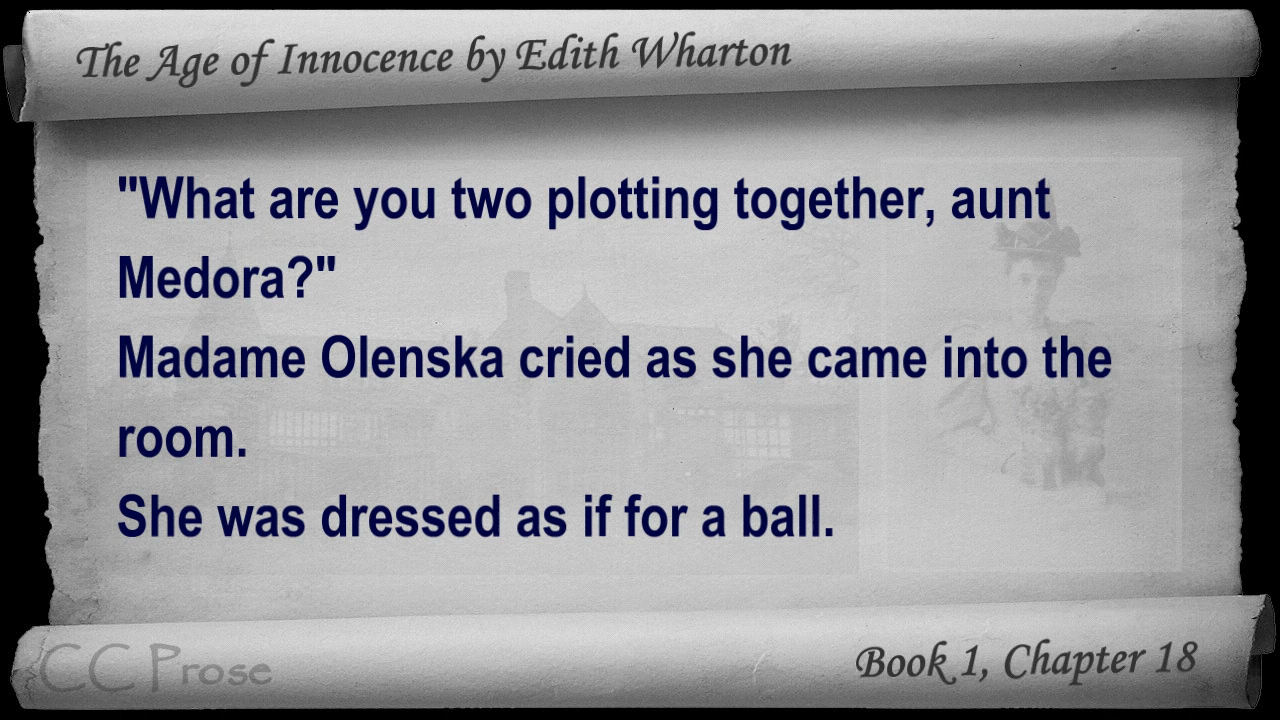 The Age of Innocence by Edith Wharton
"What are you two plotting together, aunt
Medora?"
Madame Olenska cried as she came into the
room.
She was dressed as if for a ball.
CC Prose
Book 1, Chapter 18